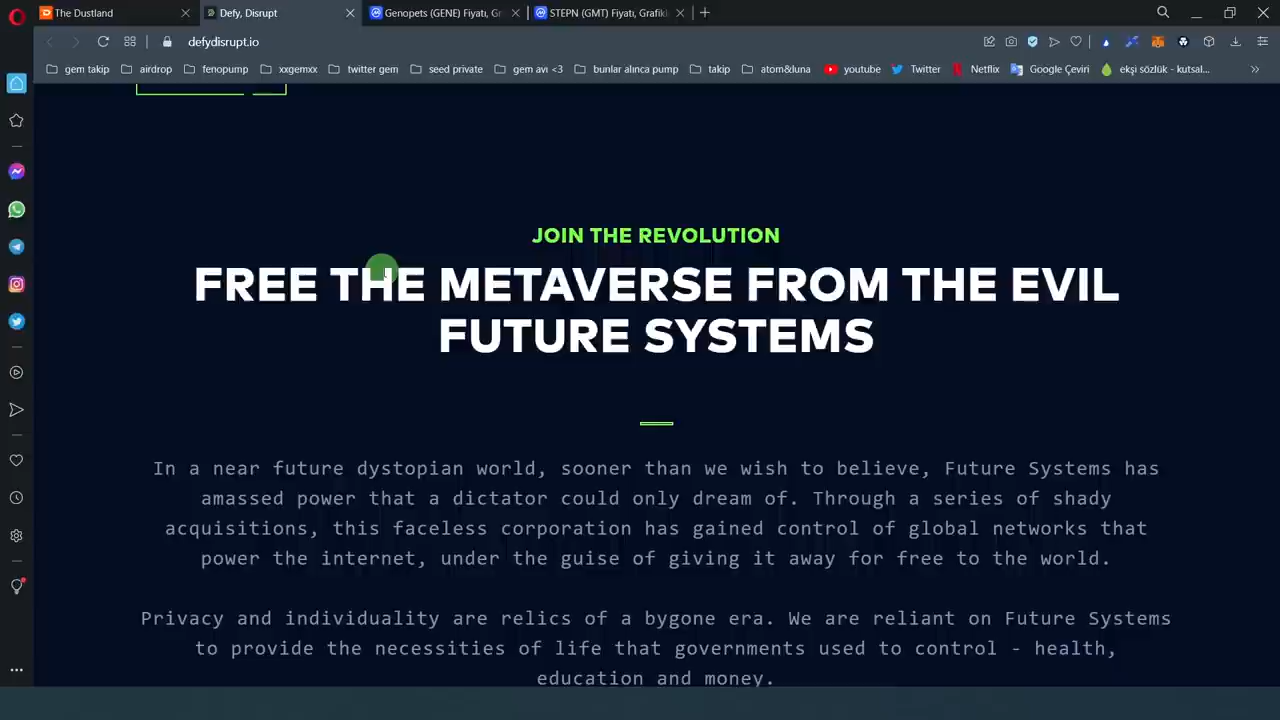 The Dustland
Defy, Disrupt
Genopets (GENE) Fiyatı, Gr
STEPN (GMT) Fiyatı, Grafikl
defydisrupt.io
gem takip
airdrop
fenopump
xxgemxx
twitter gem
seed private
gem avı <3
bunlar alınca pump
takip
atom&luna
youtube
Twitter
Netflix
Google Çeviri
ekşi sözlük - kutsal...
JOIN THE REVOLUTION
FREE THE METAVERSE FROM THE EVIL
FUTURE SYSTEMS
In a near future dystopian world, sooner than we wish to believe, Future Systems has
amassed power that a dictator could only dream of. Through a series of shady
acquisitions, this faceless corporation has gained control of global networks that
power the internet, under the guise of giving it away for free to the world.
Privacy and individuality are relics of a bygone era. We are reliant on Future Systems
to provide the necessities of life that governments used to control - health,
education and money.